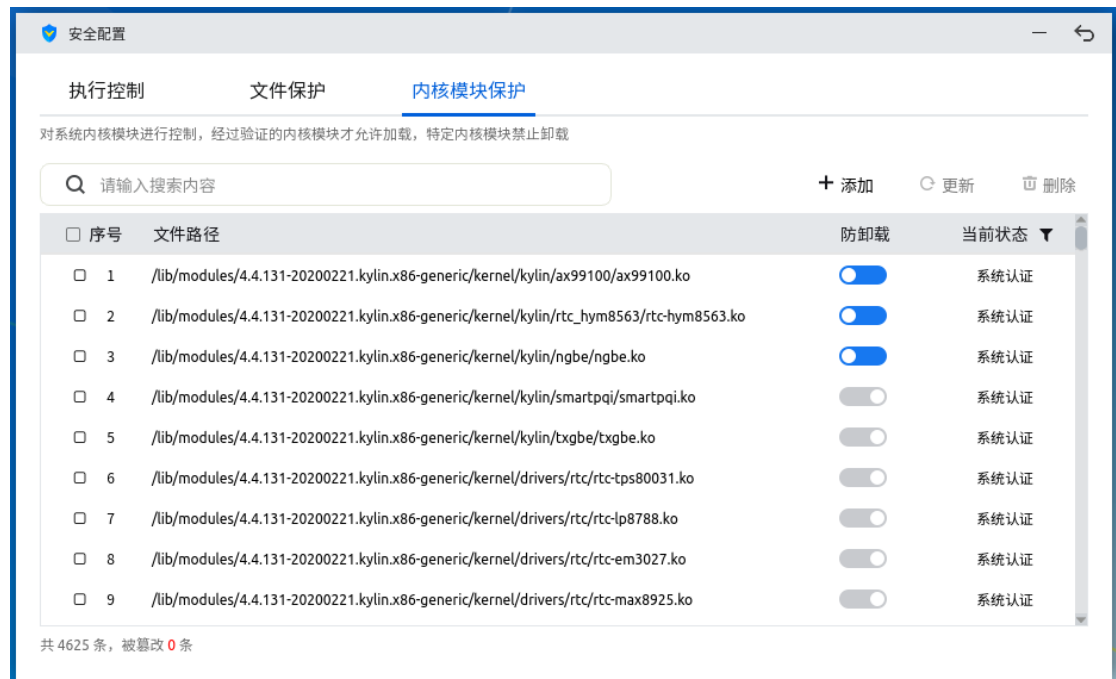 安全配置
执行控制 文件保护 内核模块保护
对系统内核模块进行控制，经过验证的内核模块才允许加载，特定内核模块禁止卸载
请输入搜索内容 添加 更新 删除
序号 文件路径 防卸载 当前状态
1 /lib/modules/4.4.131-20200221.kylin.x86-generic/kernel/kylin/ax99100/ax99100.ko 系统认证
2 /lib/modules/4.4.131-20200221.kylin.x86-generic/kernel/kylin/rtc_hym8563/rtc-hym8563.ko 系统认证
3 /lib/modules/4.4.131-20200221.kylin.x86-generic/kernel/kylin/ngbe/ngbe.ko 系统认证
4 /lib/modules/4.4.131-20200221.kylin.x86-generic/kernel/kylin/smartpqi/smartpqi.ko 系统认证
5 /lib/modules/4.4.131-20200221.kylin.x86-generic/kernel/kylin/txgbe/txgbe.ko 系统认证
6 /lib/modules/4.4.131-20200221.kylin.x86-generic/kernel/drivers/rtc/rtc-tps80031.ko 系统认证
7 /lib/modules/4.4.131-20200221.kylin.x86-generic/kernel/drivers/rtc/rtc-lp8788.ko 系统认证
8 /lib/modules/4.4.131-20200221.kylin.x86-generic/kernel/drivers/rtc/rtc-em3027.ko 系统认证
9 /lib/modules/4.4.131-20200221.kylin.x86-generic/kernel/drivers/rtc/rtc-max8925.ko 系统认证
共 4625 条，被篡改 0 条